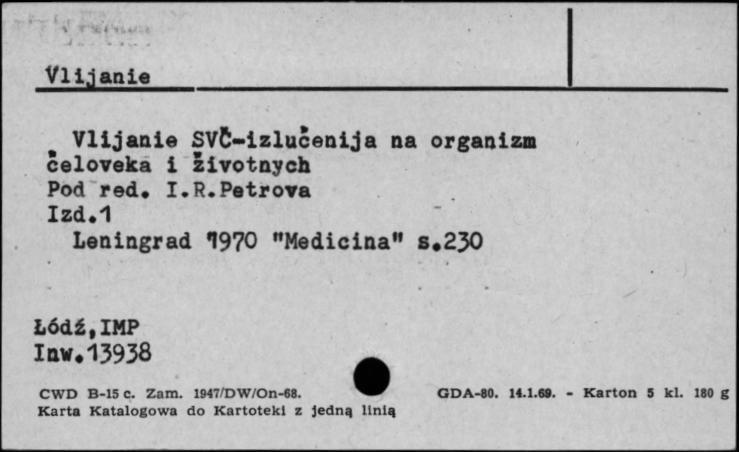 Vlijanie
Vlijanie SVČ-izlučenija na organizm
čeloveka i životnych
Pod red. I.R.Petrova
Izd.1
Leningrad 1970 "Medicina" s.230
Łódź,IMP
Inw.13938
CWD B-15 c. Zam. 1947/DW/On-68. GDA-80. 14.1.69. - Karton 5 kl. 180 g
Karta Katalogowa do Kartoteki z jedną linią